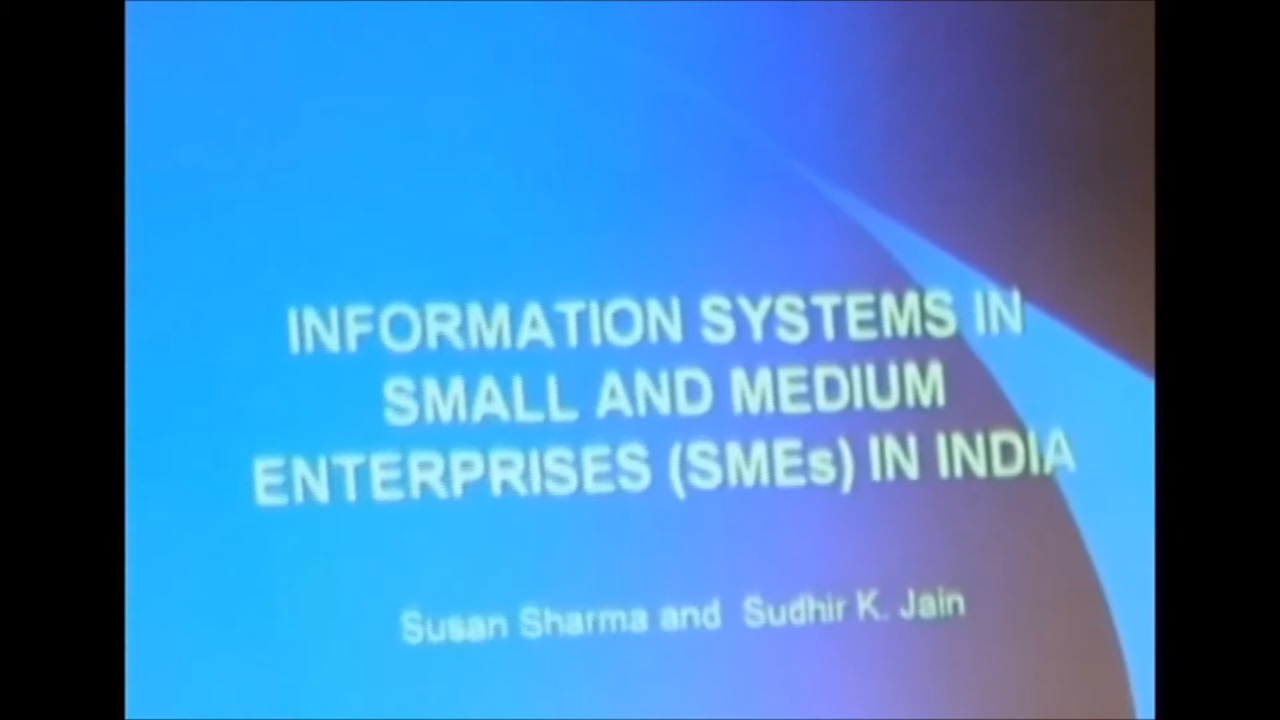 INFORMATION SYSTEMS IN
SMALL AND MEDIUM
ENTERPRISES (SMEs) IN INDIA
Susan Sharma and Sudhir K. Jain